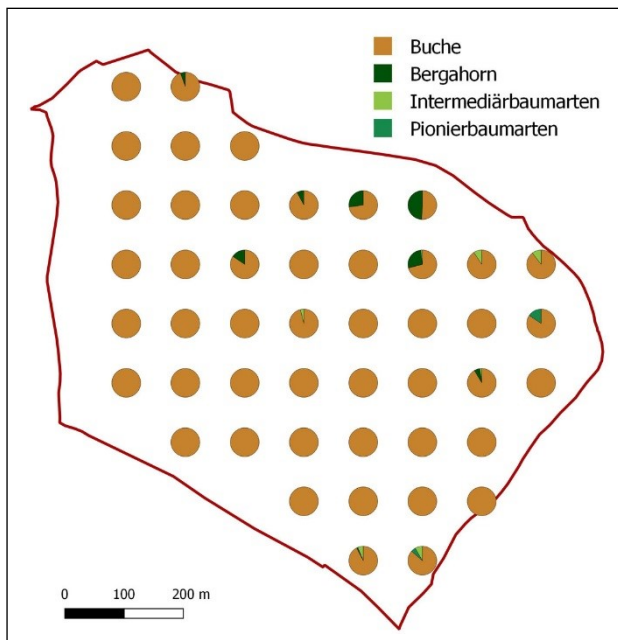 Buche
Bergahorn
Intermediärbaumarten
Pionierbaumarten
0 100 200 m